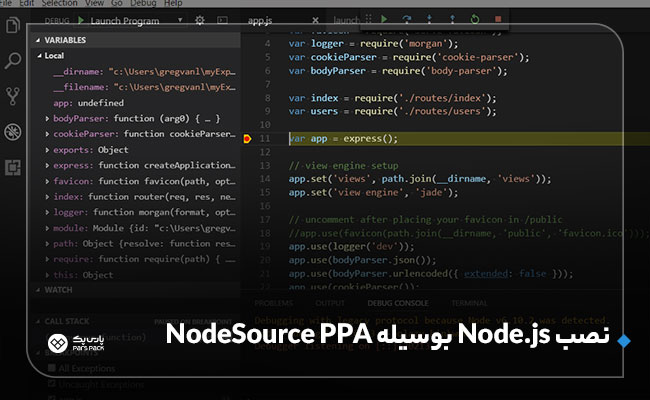 File Edit Selection View Go Debug Help
DEBUG Launch Program
app.js
launch
VARIABLES
Local
__dirname: "c:\Users\gregvanl\myExp…
__filename: "c:\Users\gregvanl\myEx…
app: undefined
bodyParser: function (arg0) { … }
cookieParser: function cookieParser…
exports: Object
express: function createApplication…
favicon: function favicon(path, opt…
index: function router(req, res, ne…
logger: function morgan(format, opt…
module: Module {id: "c:\Users\gregv…
path: Object {resolve: function res…
require: function require(path) { ……
this: Object
WATCH
CALL STACK
PAUSED ON BREAKPOINT
BREAKPOINTS
All Exceptions
Uncaught Exceptions
4 var logger = require('morgan');
5 var cookieParser = require('cookie-parser');
6 var bodyParser = require('body-parser');
7
8 var index = require('./routes/index');
9 var users = require('./routes/users');
10
11 var app = express();
12
13 // view engine setup
14 app.set('views', path.join(__dirname, 'views'));
15 app.set('view engine', 'jade');
16
17 // uncomment after placing your favicon in /public
18 //app.use(favicon(path.join(__dirname, 'public', 'favicon.ico')));
19 app.use(logger('dev'));
20 app.use(bodyParser.json());
21 app.use(bodyParser.urlencoded({ extended: false }));
22 app.use(cookieParser());
PROBLEMS OUTPUT DEBUG CONSOLE TERMINAL
Debugging with legacy protocol because Node v6.10.2 was detected.
نصب Node.js بوسیله NodeSource PPA
پارس‌پک
PARS PACK